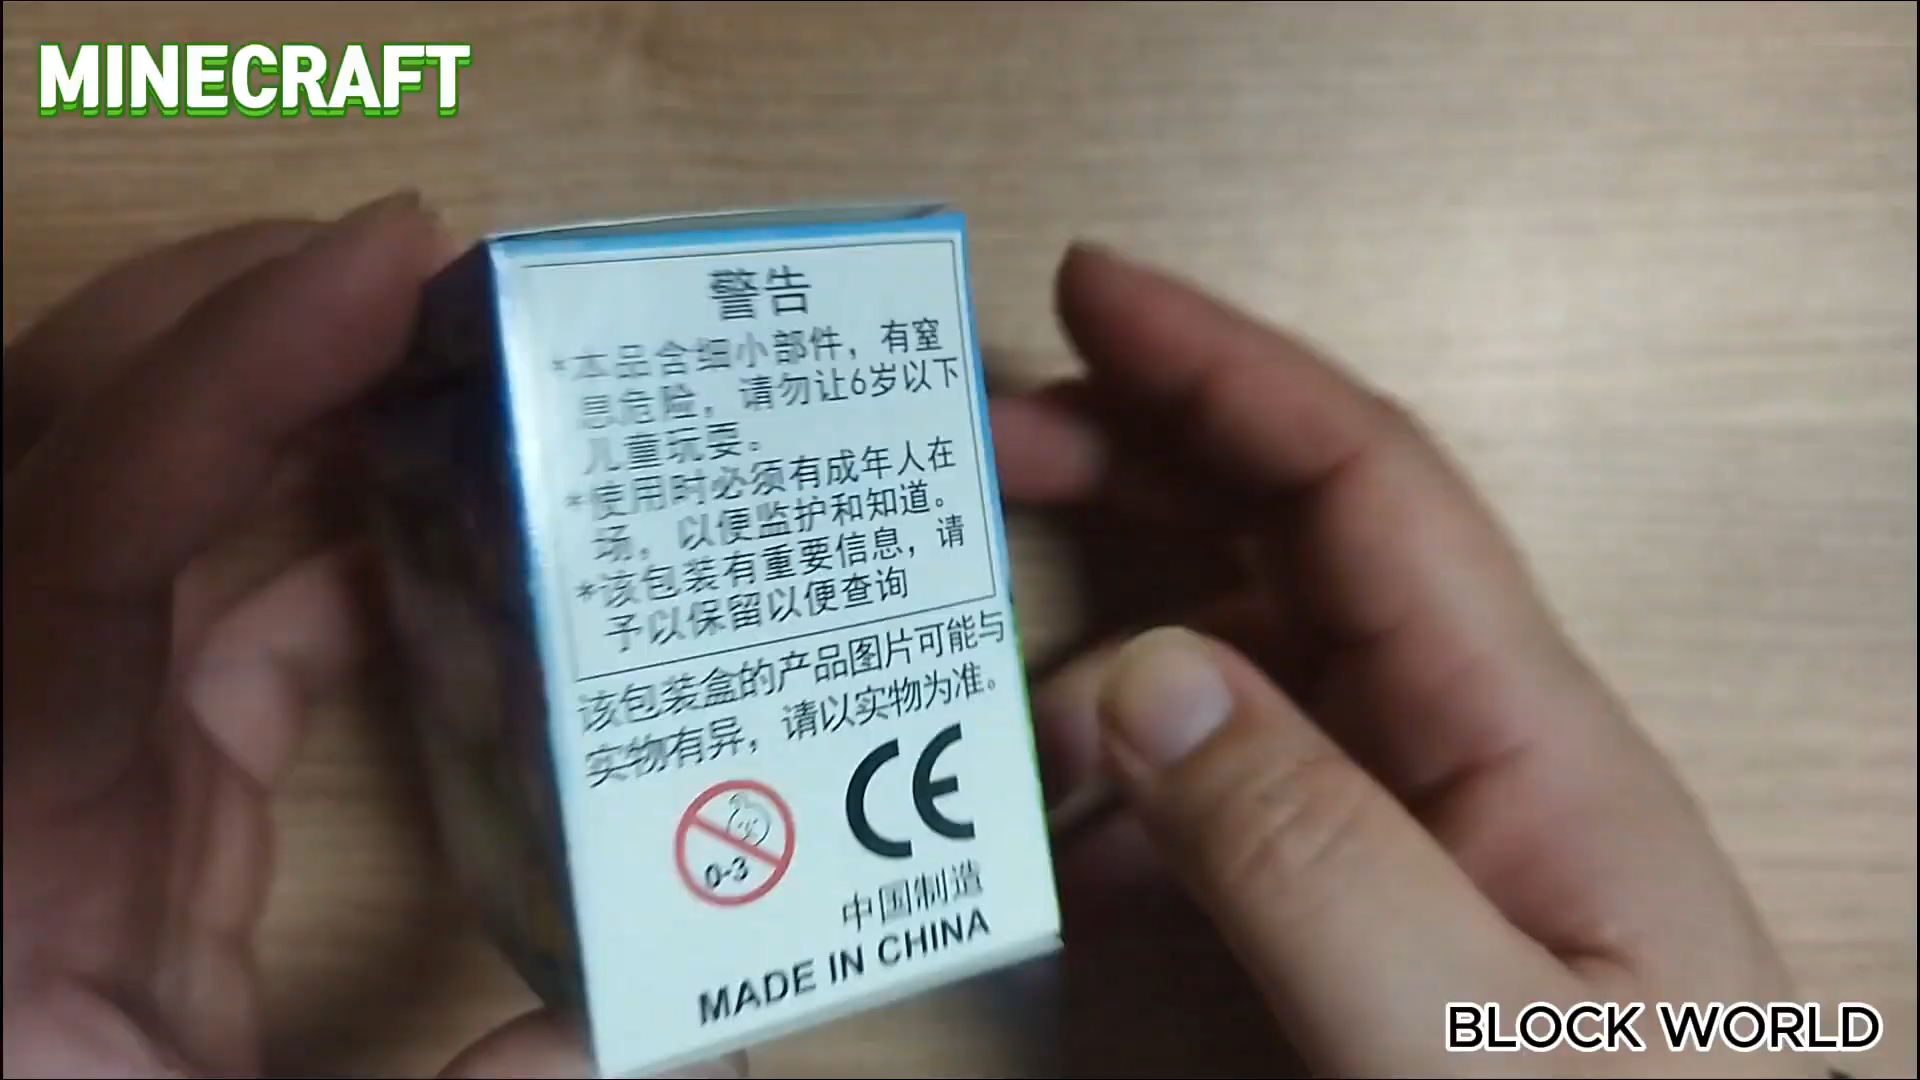 MINECRAFT
警告
*本品含细小部件，有窒
息危险，请勿让6岁以下
儿童玩耍。
*使用时必须有成年人在
场，以便监护和知道。
*该包装有重要信息，请
予以保留以便查询
该包装盒的产品图片可能与
实物有异，请以实物为准。
0-3
CE
中国制造
MADE IN CHINA
BLOCK WORLD